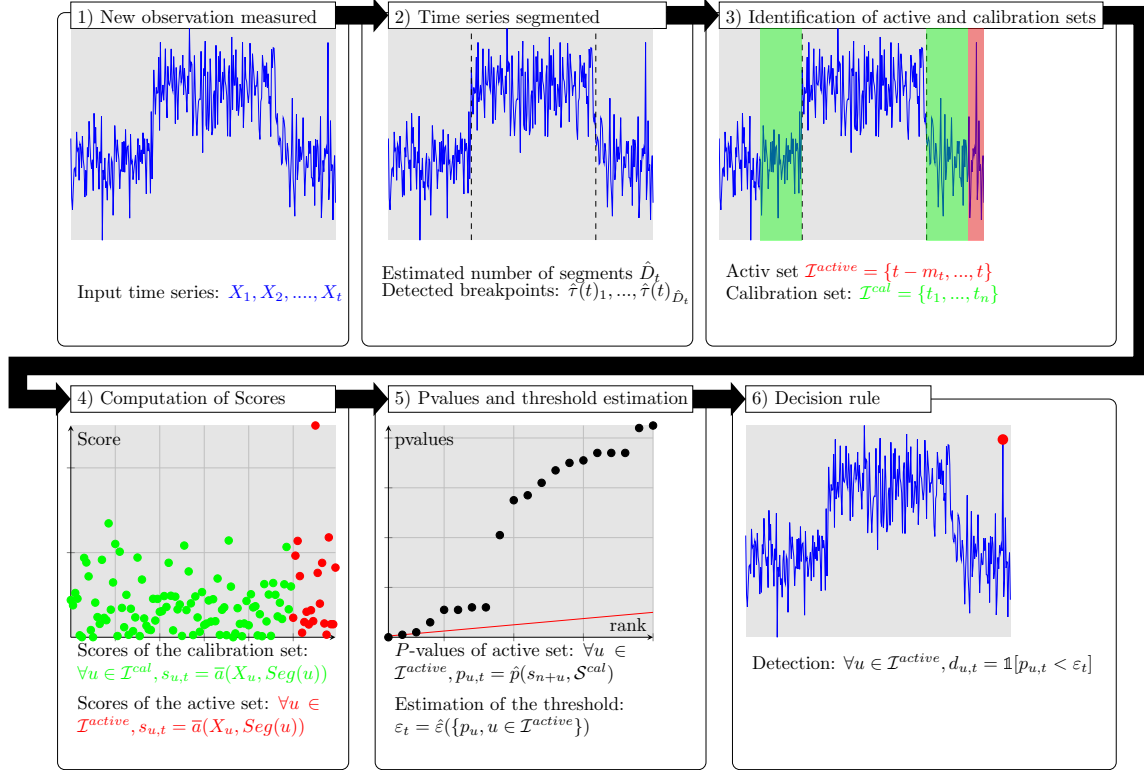 1) New observation measured
Input time series: X_1, X_2, ...., X_t
2) Time series segmented
Estimated number of segments D̂_t
Detected breakpoints: τ̂(t)_1, ..., τ̂(t)_{D̂_t}
3) Identification of active and calibration sets
Activ set I^{active} = {t − m_t, ..., t}
Calibration set: I^{cal} = {t_1, ..., t_n}
4) Computation of Scores
Score
Scores of the calibration set:
∀u ∈ I^{cal}, s_{u,t} = a̅(X_u, Seg(u))
Scores of the active set: ∀u ∈
I^{active}, s_{u,t} = a̅(X_u, Seg(u))
5) Pvalues and threshold estimation
pvalues
rank
P-values of active set: ∀u ∈
I^{active}, p_{u,t} = p̂(s_{n+u}, S^{cal})
Estimation of the threshold:
ε_t = ε̂({p_u, u ∈ I^{active}})
6) Decision rule
Detection: ∀u ∈ I^{active}, d_{u,t} = 𝟙[p_{u,t} < ε_t]